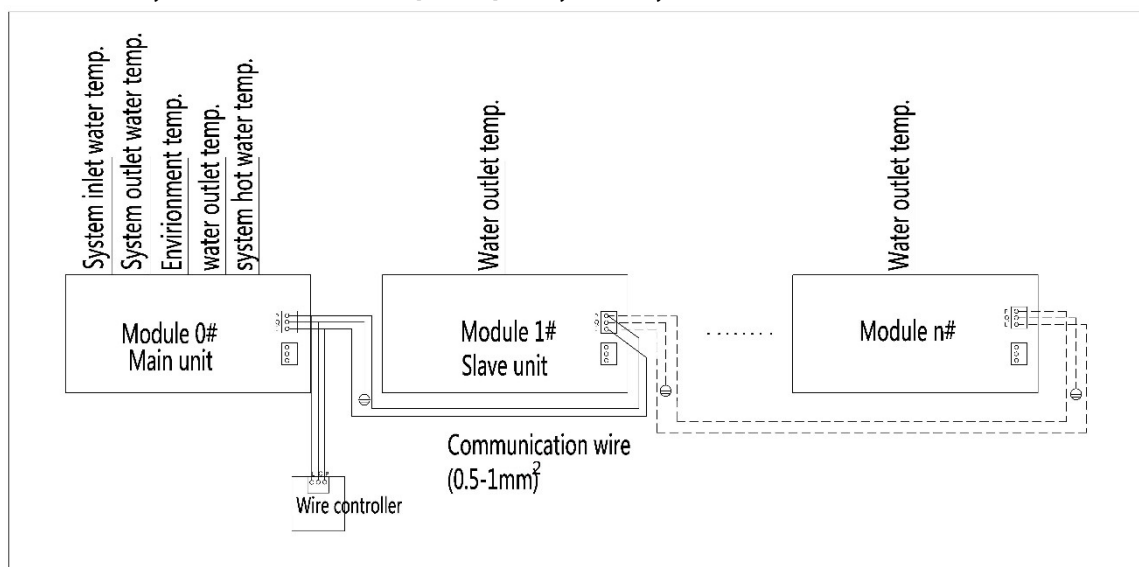 System inlet water temp.
System outlet water temp.
Envirionment temp.
water outlet temp.
system hot water temp.
Water outlet temp.
Water outlet temp.
Module 0#
Main unit
Module 1#
Slave unit
........
Module n#
Communication wire
(0.5-1mm)²
Wire controller